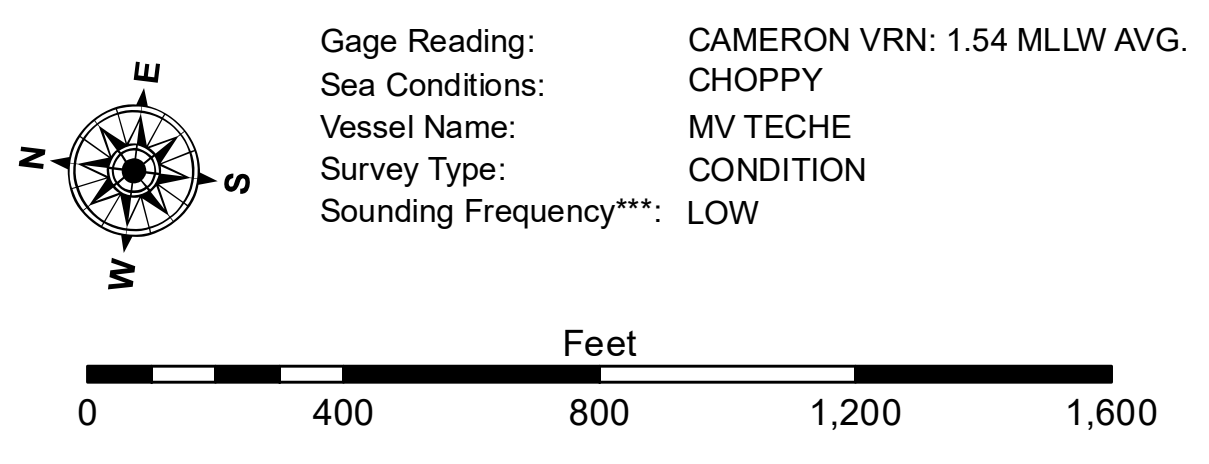 E
N
S
W
Gage Reading: CAMERON VRN: 1.54 MLLW AVG.
Sea Conditions: CHOPPY
Vessel Name: MV TECHE
Survey Type: CONDITION
Sounding Frequency***: LOW
Feet
0 400 800 1,200 1,600